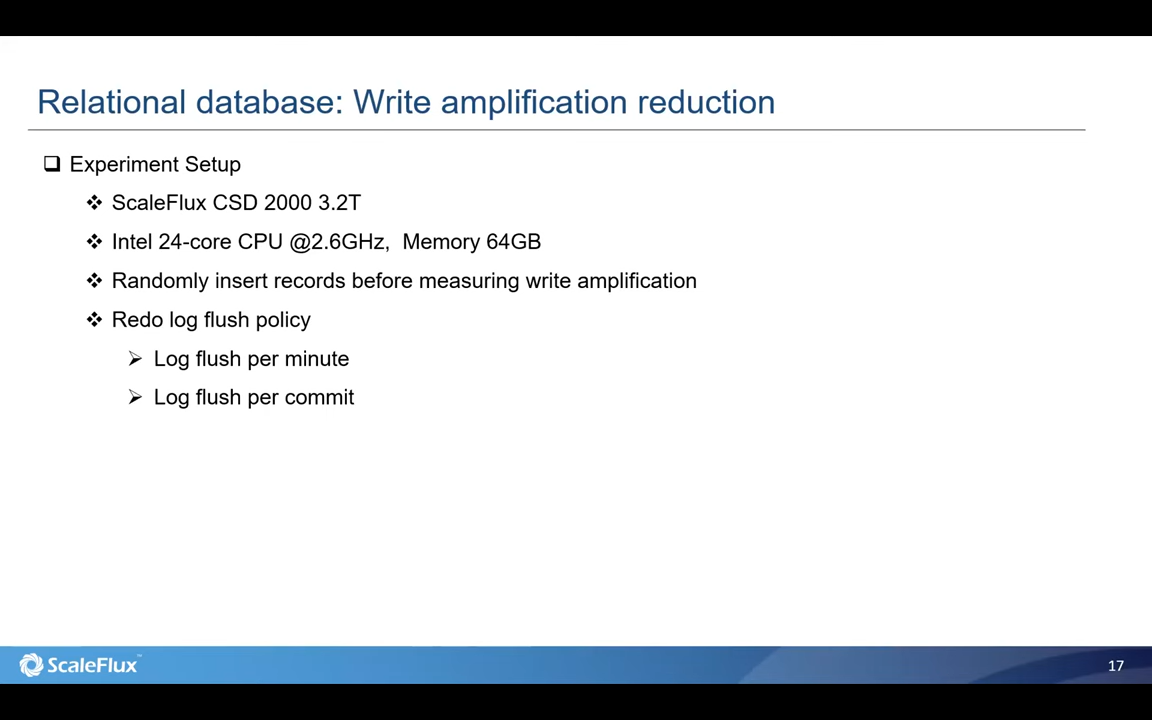 Relational database: Write amplification reduction
Experiment Setup
ScaleFlux CSD 2000 3.2T
Intel 24-core CPU @2.6GHz, Memory 64GB
Randomly insert records before measuring write amplification
Redo log flush policy
Log flush per minute
Log flush per commit
ScaleFlux™
17